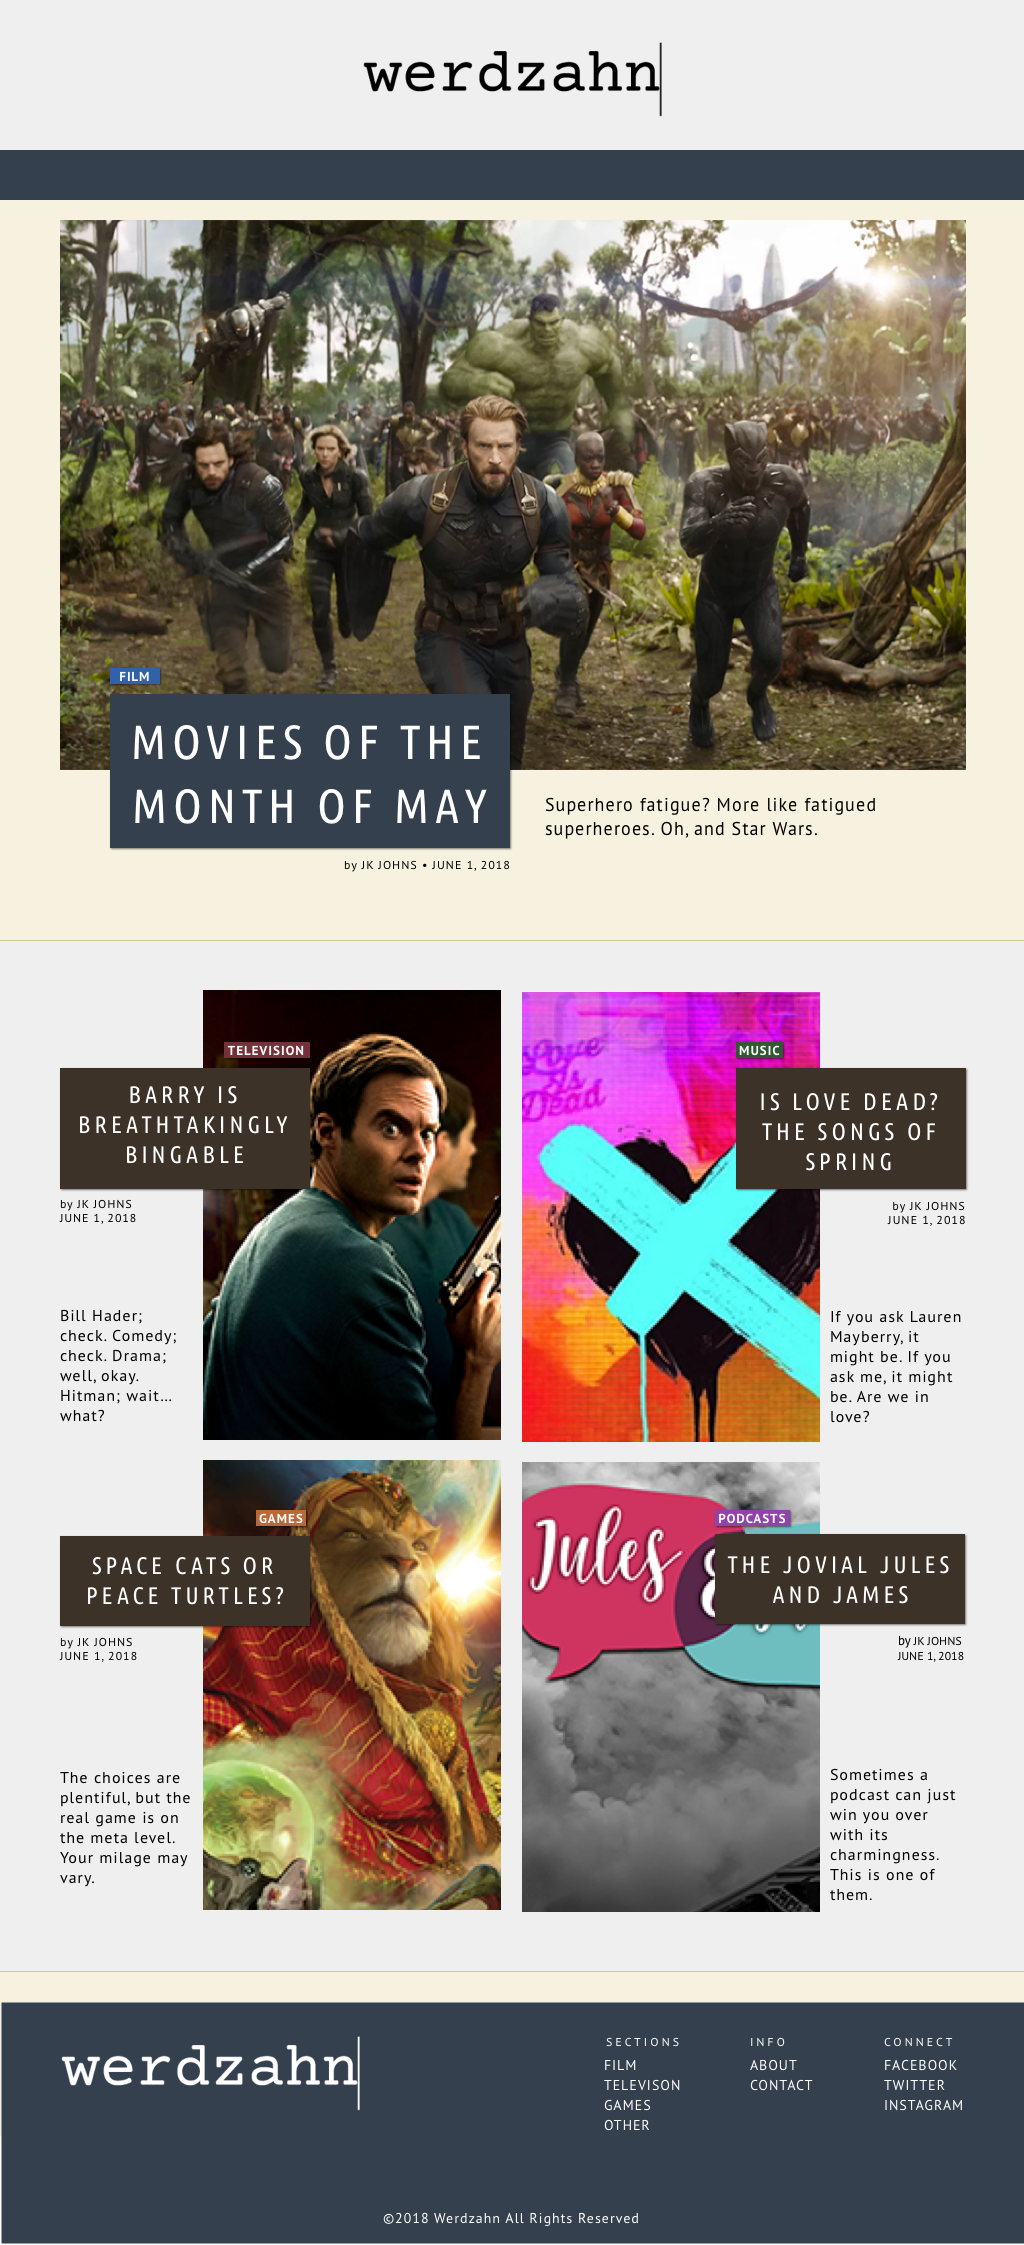 werdzahn
FILM
MOVIES OF THE
MONTH OF MAY
Superhero fatigue? More like fatigued
superheroes. Oh, and Star Wars.
by JK JOHNS • JUNE 1, 2018
TELEVISION
BARRY IS
BREATHTAKINGLY
BINGABLE
by JK JOHNS
JUNE 1, 2018
Bill Hader;
check. Comedy;
check. Drama;
well, okay.
Hitman; wait...
what?
Love
Is
Dead
MUSIC
IS LOVE DEAD?
THE SONGS OF
SPRING
by JK JOHNS
JUNE 1, 2018
If you ask Lauren
Mayberry, it
might be. If you
ask me, it might
be. Are we in
love?
GAMES
SPACE CATS OR
PEACE TURTLES?
by JK JOHNS
JUNE 1, 2018
The choices are
plentiful, but the
real game is on
the meta level.
Your milage may
vary.
Jules &
PODCASTS
THE JOVIAL JULES
AND JAMES
by JK JOHNS
JUNE 1, 2018
Sometimes a
podcast can just
win you over
with its
charmingness.
This is one of
them.
werdzahn
SECTIONS
FILM
TELEVISON
GAMES
OTHER
INFO
ABOUT
CONTACT
CONNECT
FACEBOOK
TWITTER
INSTAGRAM
©2018 Werdzahn All Rights Reserved